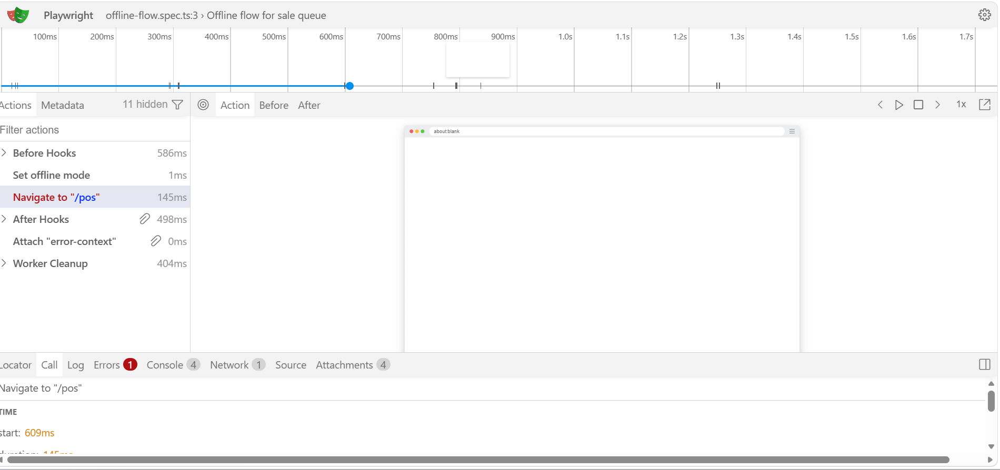 Playwright offline-flow.spec.ts:3 › Offline flow for sale queue
100ms 200ms 300ms 400ms 500ms 600ms 700ms 800ms 900ms 1.0s 1.1s 1.2s 1.3s 1.4s 1.5s 1.6s 1.7s
Actions Metadata 11 hidden Action Before After 1x
Filter actions
about:blank
Before Hooks 586ms
Set offline mode 1ms
Navigate to "/pos" 145ms
After Hooks 498ms
Attach "error-context" 0ms
Worker Cleanup 404ms
Locator Call Log Errors 1 Console 4 Network 1 Source Attachments 4
Navigate to "/pos"
TIME
start: 609ms
duration: 145ms